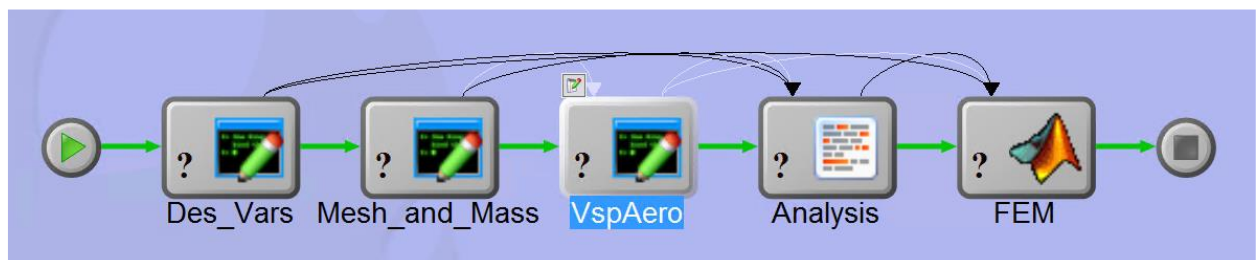 ? ? ? ? ?
Des_Vars Mesh_and_Mass VspAero Analysis FEM